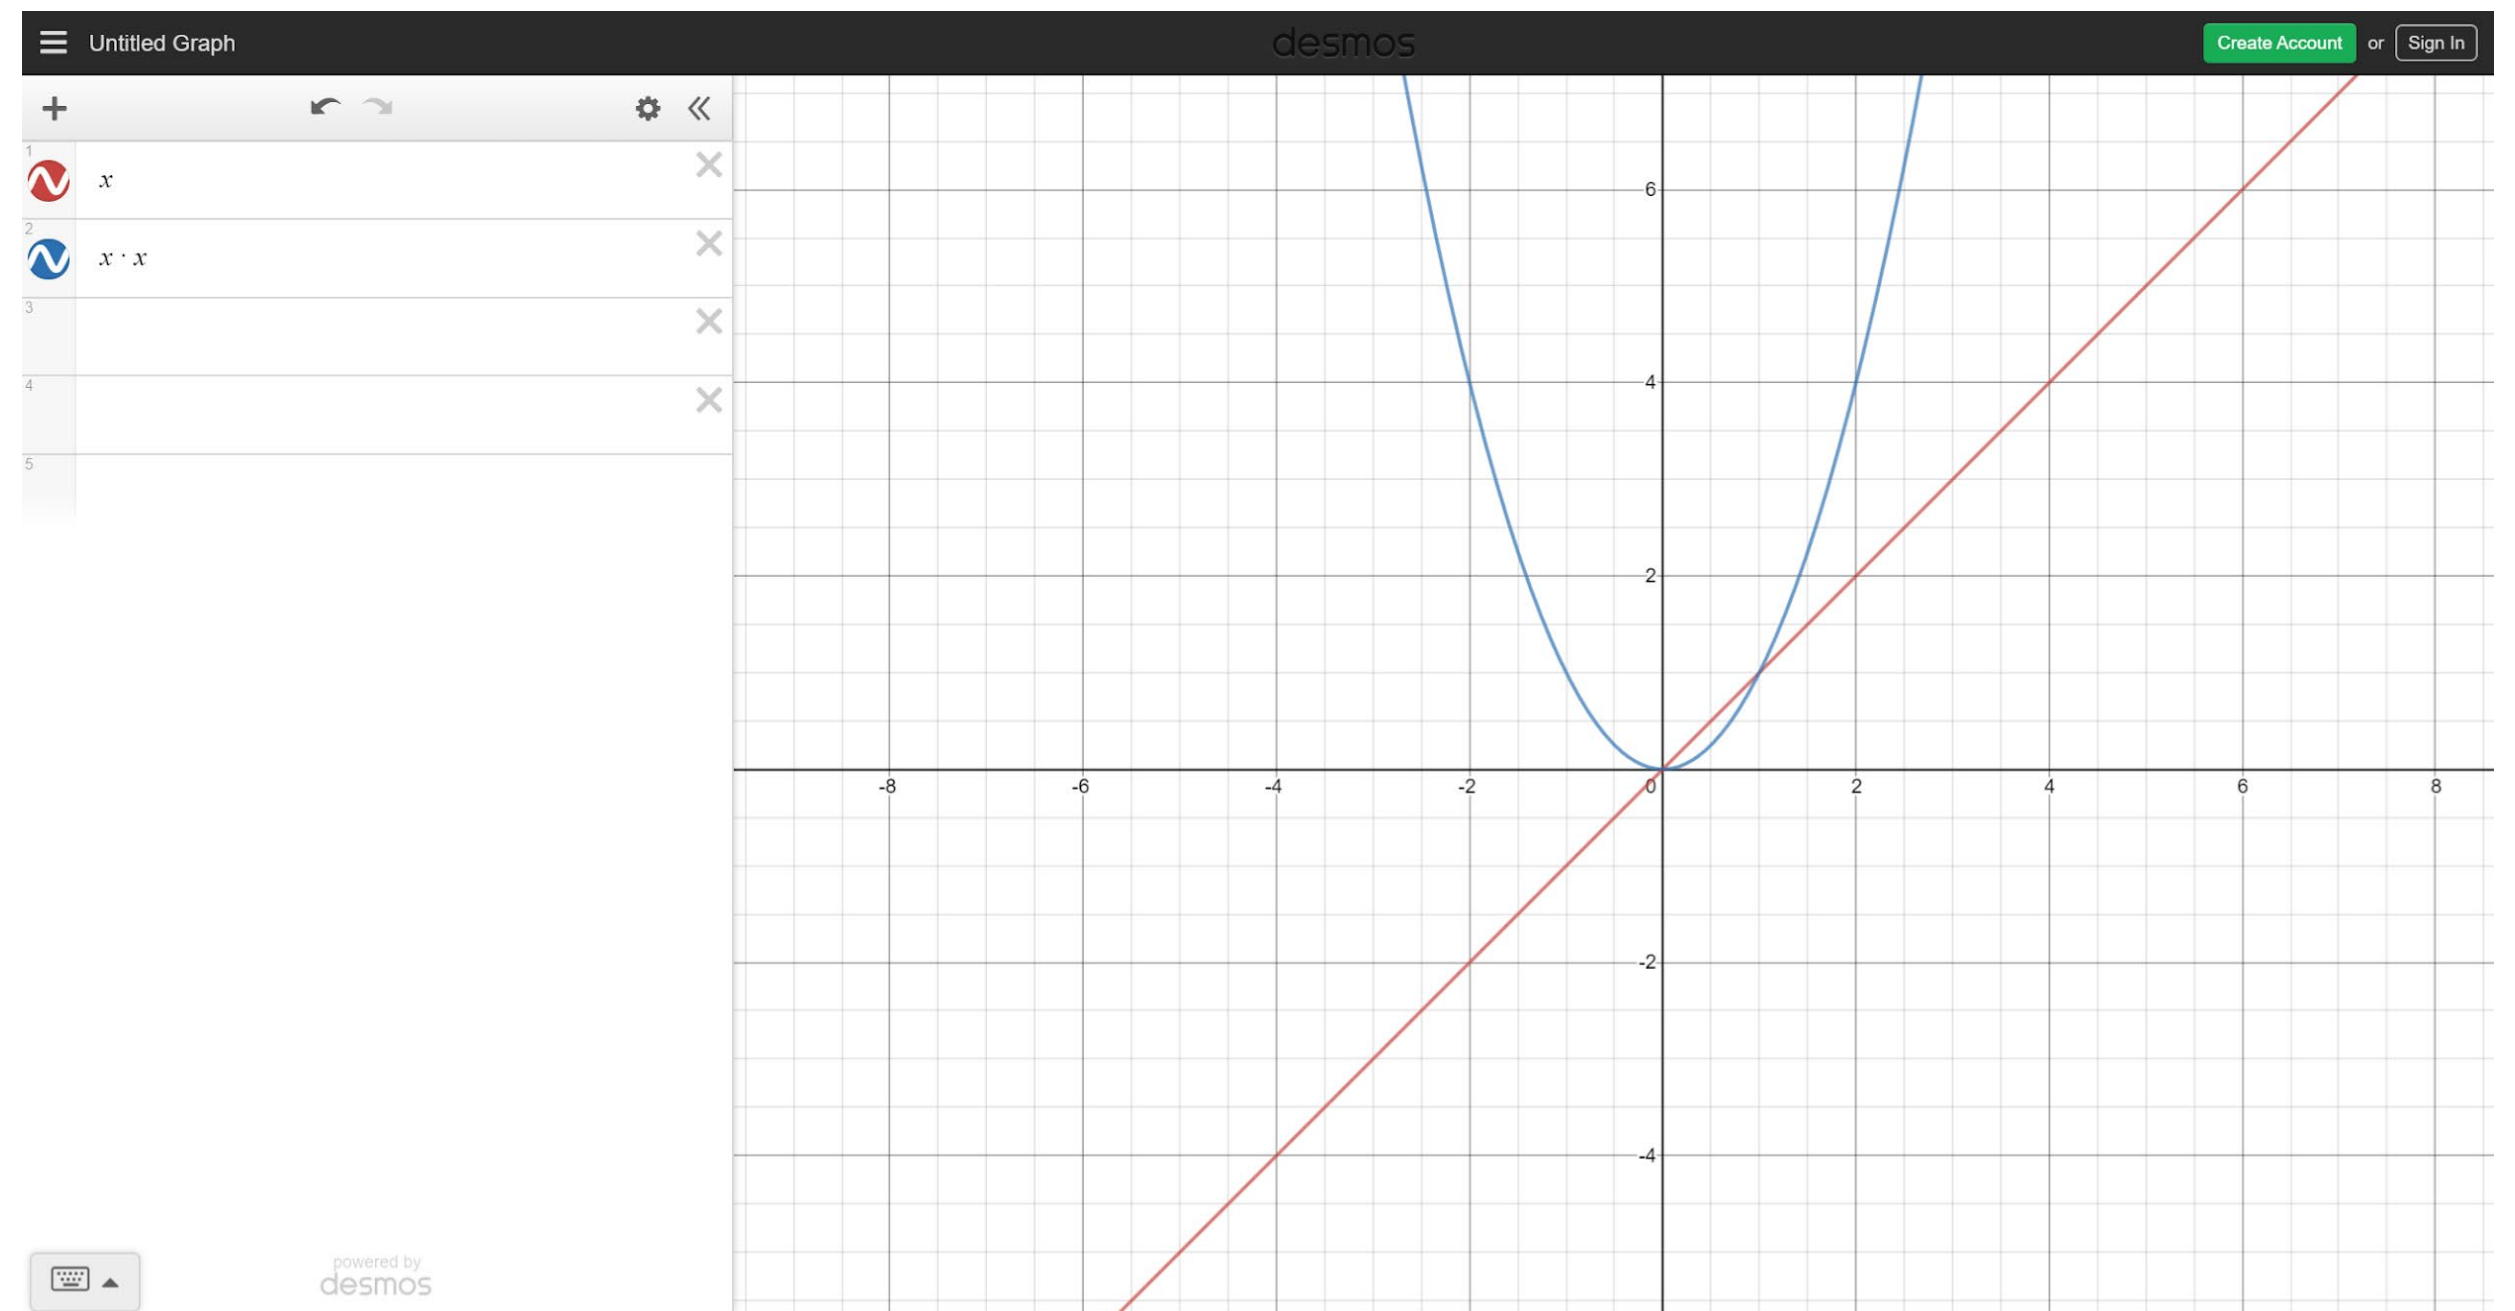 Untitled Graph
desmos
Create Account or Sign In
1
x
2
x · x
3
4
5
powered by
desmos
6
4
2
-8 -6 -4 -2 0 2 4 6 8
-2
-4